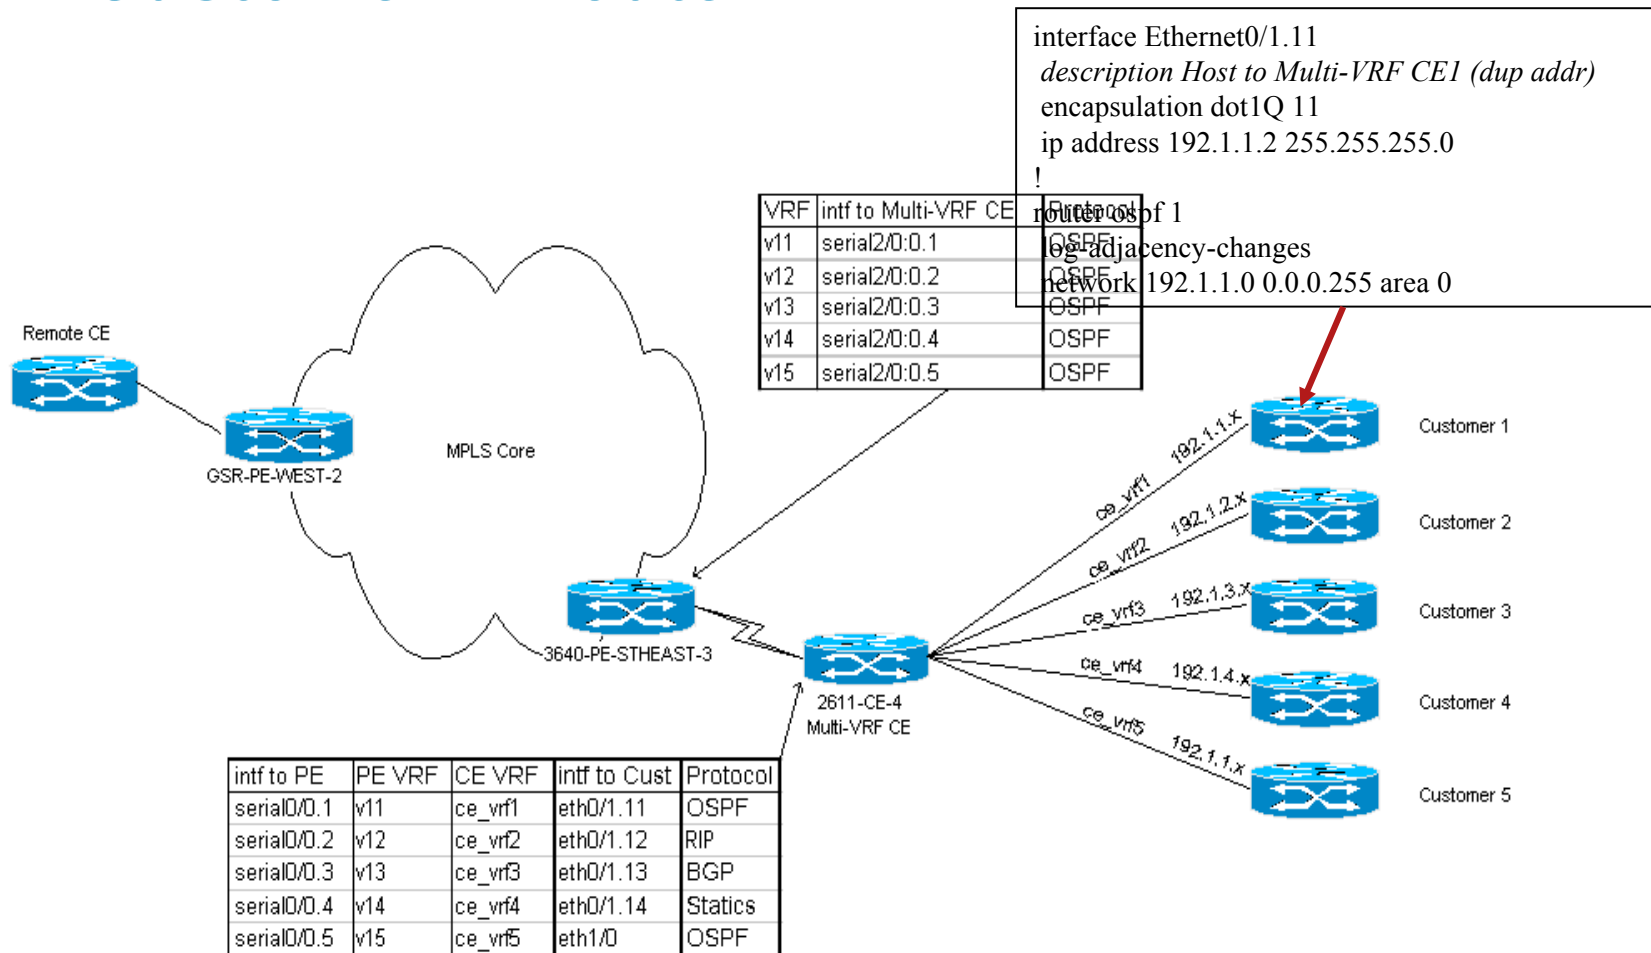 interface Ethernet0/1.11
description Host to Multi-VRF CE1 (dup addr)
encapsulation dot1Q 11
ip address 192.1.1.2 255.255.255.0
!
router ospf 1
log-adjacency-changes
network 192.1.1.0 0.0.0.255 area 0
VRF intf to Multi-VRF CE Protocol
v11 serial2/0:0.1 OSPF
v12 serial2/0:0.2 OSPF
v13 serial2/0:0.3 OSPF
v14 serial2/0:0.4 OSPF
v15 serial2/0:0.5 OSPF
Remote CE
GSR-PE-WEST-2
MPLS Core
3640-PE-STHEAST-3
2611-CE-4
Multi-VRF CE
ce_vrf1 192.1.1.x
Customer 1
ce_vrf2 192.1.2.x
Customer 2
ce_vrf3 192.1.3.x
Customer 3
ce_vrf4 192.1.4.x
Customer 4
ce_vrf5 192.1.1.x
Customer 5
intf to PE PE VRF CE VRF intf to Cust Protocol
serial0/0.1 v11 ce_vrf1 eth0/1.11 OSPF
serial0/0.2 v12 ce_vrf2 eth0/1.12 RIP
serial0/0.3 v13 ce_vrf3 eth0/1.13 BGP
serial0/0.4 v14 ce_vrf4 eth0/1.14 Statics
serial0/0.5 v15 ce_vrf5 eth1/0 OSPF